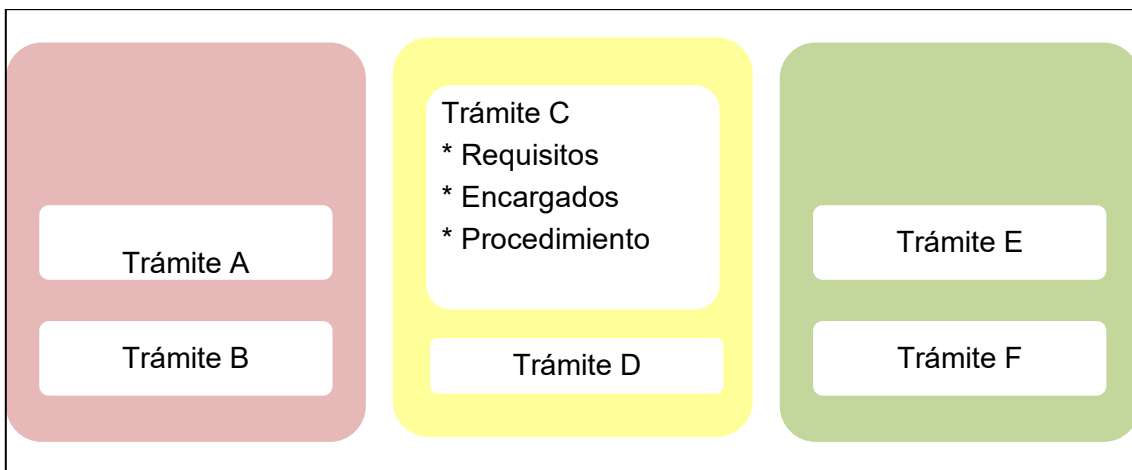 Trámite A
Trámite B
Trámite C
* Requisitos
* Encargados
* Procedimiento
Trámite D
Trámite E
Trámite F